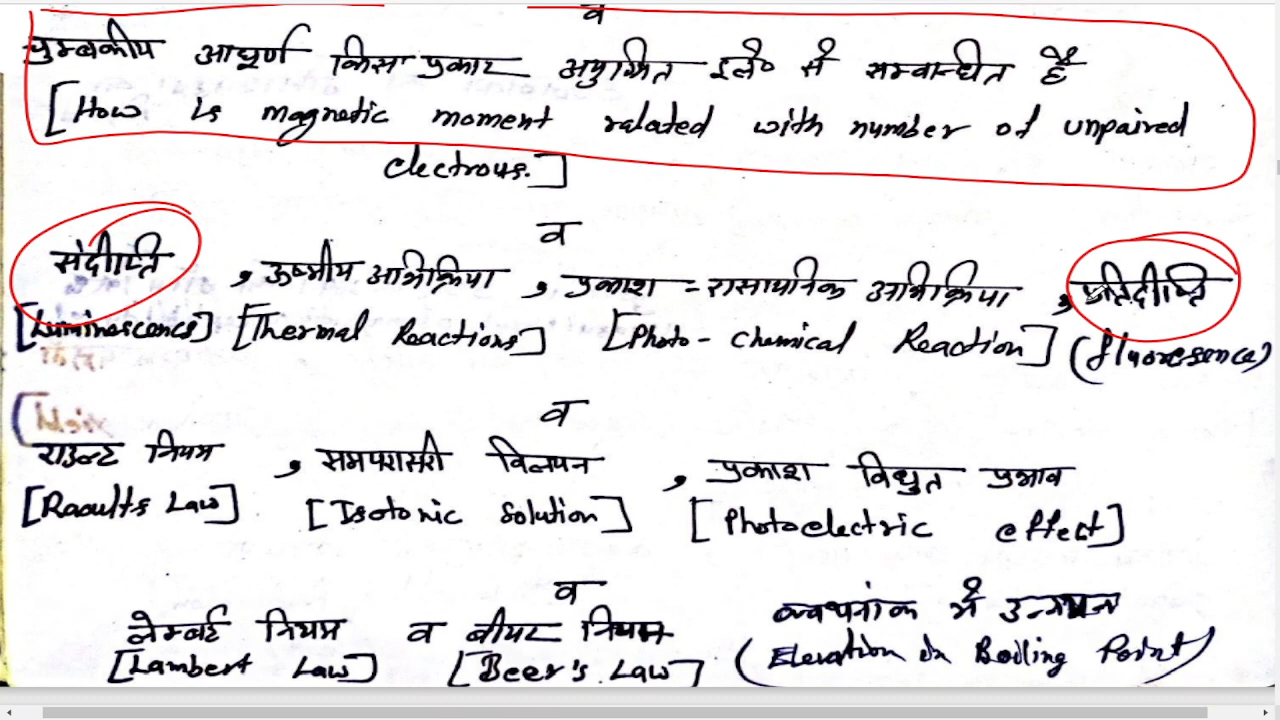 व
चुम्बकीय आघूर्ण किस प्रकार अयुग्मित इले० से सम्बान्धित है
[How is magnetic moment related with number of unpaired
electrons.]
व
संदीप्ति , ऊष्मीय अभिक्रिया , प्रकाश - रासायनिक अभिक्रिया , प्रतिदीप्ति
[Luminescence] [Thermal Reactions] [Photo - chemical Reaction] (fluoresence)
व
राउल्ट नियम , समपरासरी विलयन , प्रकाश विधुत प्रभाव
[Raoults Law] [Isotonic Solution] [Photoelectric effect]
व
लेम्बर्ट नियम व बीयर नियम क्वथनांक में उन्नयन
[Lambert Law] [Beer's Law] (Elevation in Boiling Point)